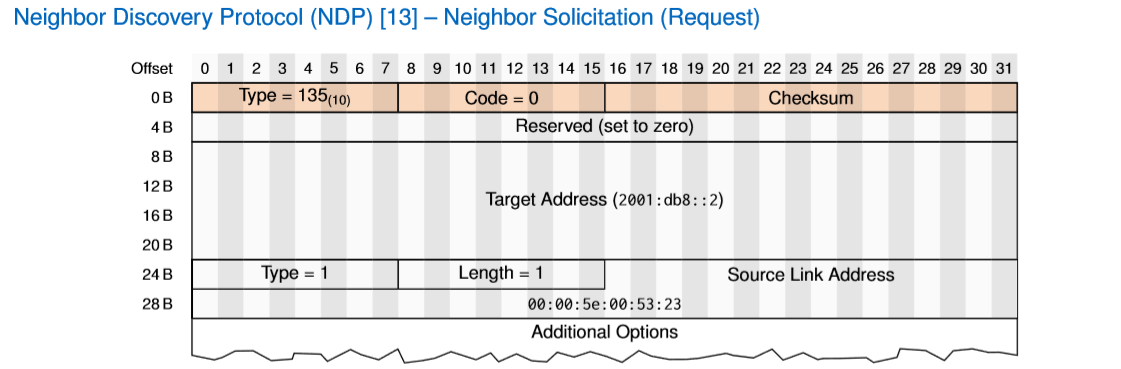 Neighbor Discovery Protocol (NDP) [13] – Neighbor Solicitation (Request)
Offset 0 1 2 3 4 5 6 7 8 9 10 11 12 13 14 15 16 17 18 19 20 21 22 23 24 25 26 27 28 29 30 31
0 B Type = 135(10) Code = 0 Checksum
4 B Reserved (set to zero)
8 B
12 B
Target Address (2001:db8::2)
16 B
20 B
24 B Type = 1 Length = 1 Source Link Address
28 B 00:00:5e:00:53:23
Additional Options